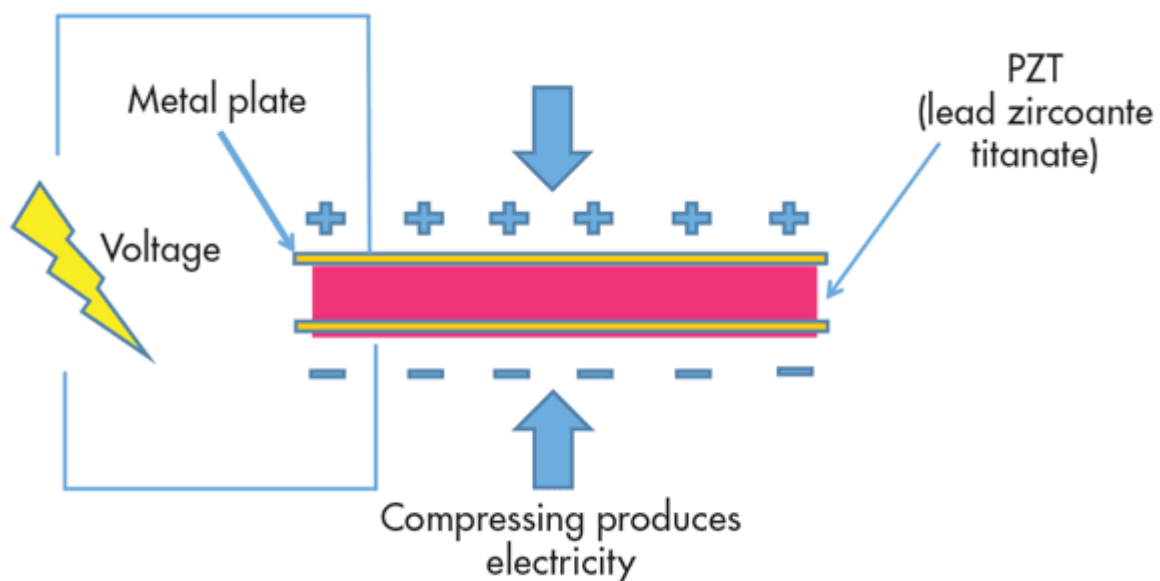 Metal plate
PZT
(lead zircoante
titanate)
Voltage
Compressing produces
electricity